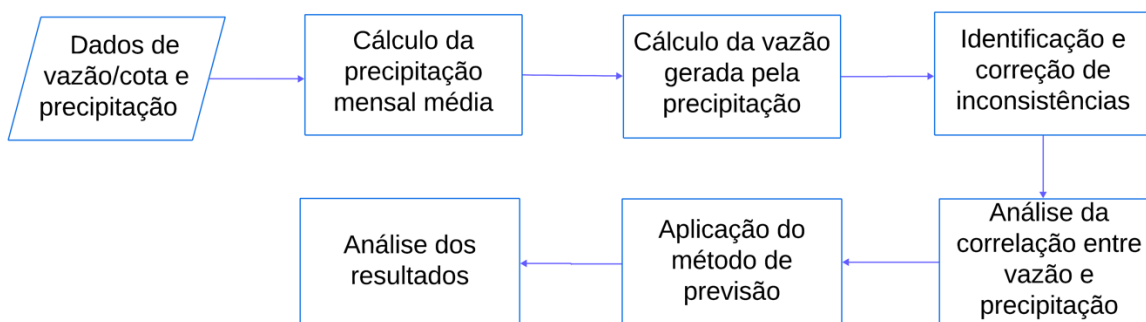 Dados de
vazão/cota e
precipitação
Cálculo da
precipitação
mensal média
Cálculo da vazão
gerada pela
precipitação
Identificação e
correção de
inconsistências
Análise da
correlação entre
vazão e
precipitação
Aplicação do
método de
previsão
Análise dos
resultados